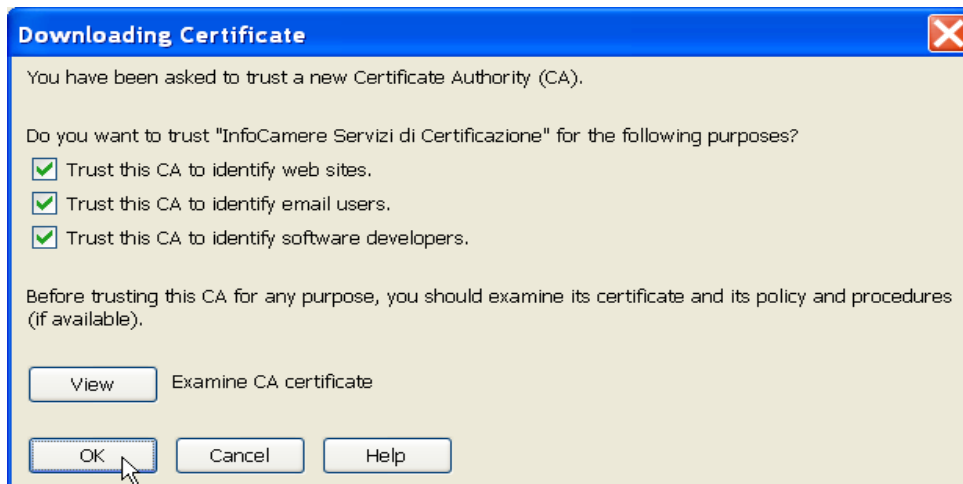 Downloading Certificate
You have been asked to trust a new Certificate Authority (CA).
Do you want to trust "InfoCamere Servizi di Certificazione" for the following purposes?
Trust this CA to identify web sites.
Trust this CA to identify email users.
Trust this CA to identify software developers.
Before trusting this CA for any purpose, you should examine its certificate and its policy and procedures
(if available).
View Examine CA certificate
OK Cancel Help